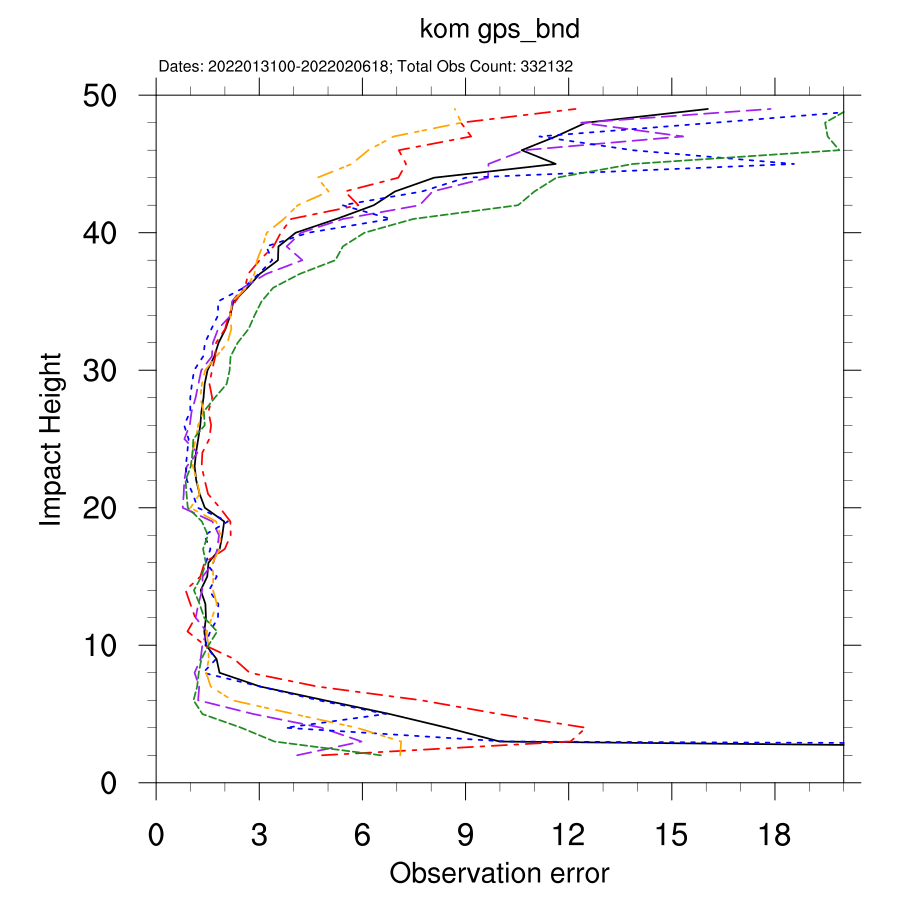 kom gps_bnd
Dates: 2022013100-2022020618; Total Obs Count: 332132
50
40
30
20
10
0
Impact Height
0 3 6 9 12 15 18
Observation error